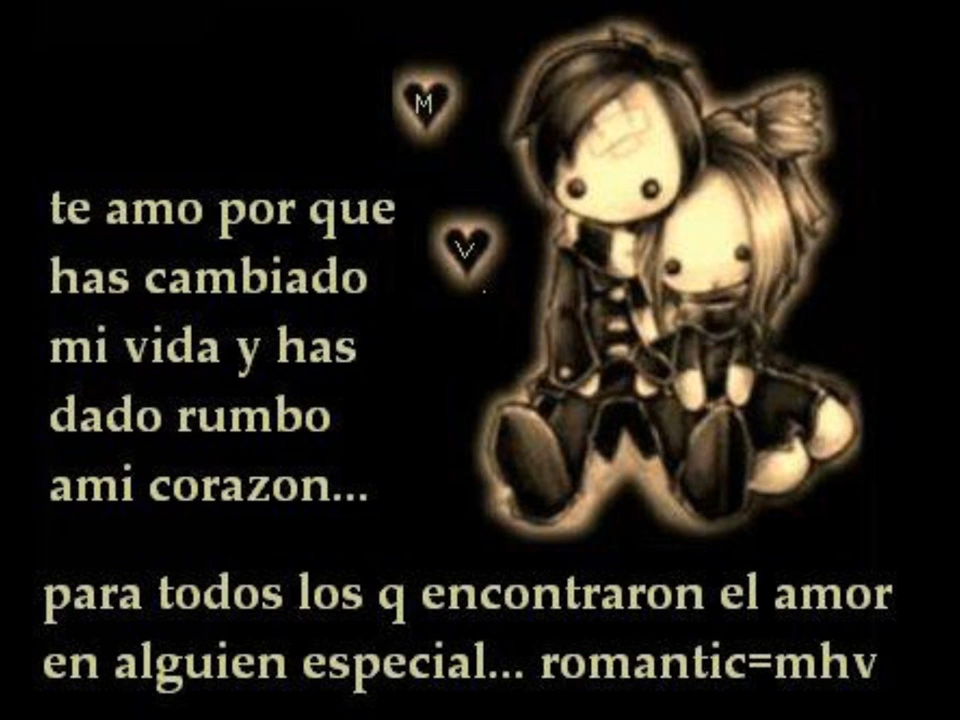 M
te amo por que
V
has cambiado
mi vida y has
dado rumbo
ami corazon...
para todos los q encontraron el amor
en alguien especial... romantic=mhv